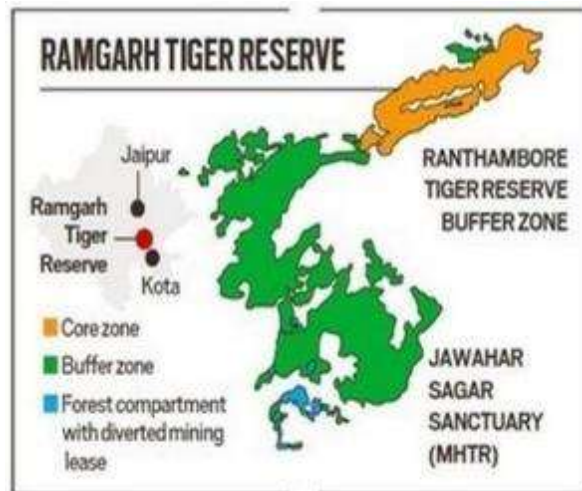 RAMGARH TIGER RESERVE
Jaipur
Ramgarh
Tiger
Reserve
Kota
RANTHAMBORE
TIGER RESERVE
BUFFER ZONE
Core zone
Buffer zone
Forest compartment
with diverted mining
lease
JAWAHAR
SAGAR
SANCTUARY
(MHTR)